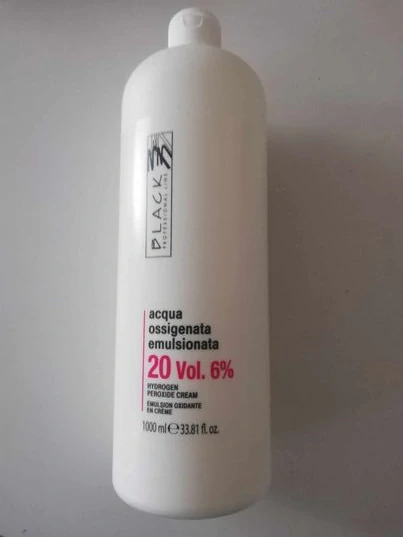 BLACK
PROFESSIONAL LINE
acqua
ossigenata
emulsionata
20 Vol. 6%
HYDROGEN
PEROXIDE CREAM
ÉMULSION OXIDANTE
EN CRÈME
1000 ml ℮ 33.81 fl. oz.